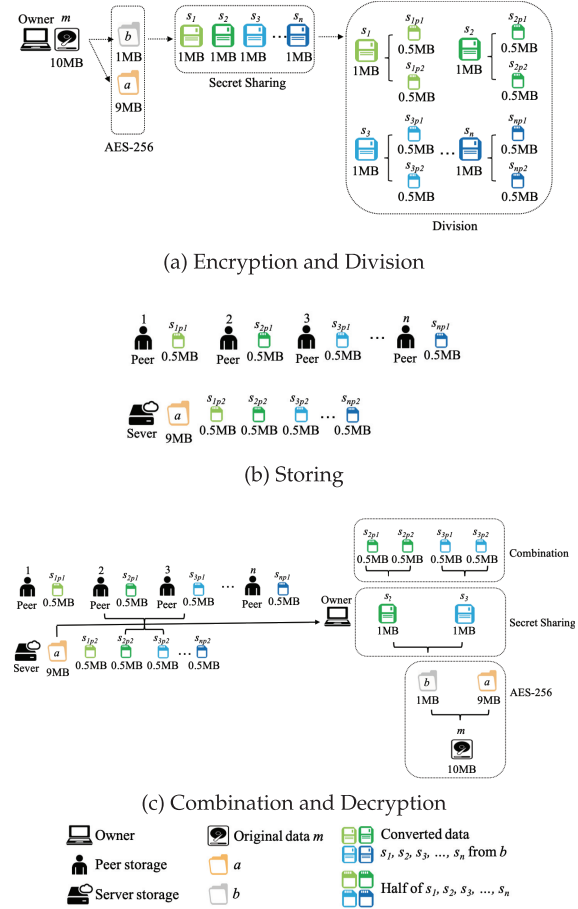 Owner m
10MB
b
1MB
a
9MB
AES-256
s1 s2 s3 ... sn
1MB 1MB 1MB 1MB
Secret Sharing
s1 1MB s1p1 0.5MB s1p2 0.5MB
s2 1MB s2p1 0.5MB s2p2 0.5MB
s3 1MB s3p1 0.5MB s3p2 0.5MB
... sn 1MB snp1 0.5MB snp2 0.5MB
Division
(a) Encryption and Division
1 2 3 n
s1p1 s2p1 s3p1 ... snp1
Peer 0.5MB Peer 0.5MB Peer 0.5MB Peer 0.5MB
a s1p2 s2p2 s3p2 ... snp2
Sever 9MB 0.5MB 0.5MB 0.5MB 0.5MB
(b) Storing
s2p1 s2p2 s3p1 s3p2
0.5MB 0.5MB 0.5MB 0.5MB
Combination
1 2 3 n
s1p1 s2p1 s3p1 ... snp1
Peer 0.5MB Peer 0.5MB Peer 0.5MB Peer 0.5MB
Owner
s2 s3
1MB 1MB
Secret Sharing
a s1p2 s2p2 s3p2 ... snp2
Sever 9MB 0.5MB 0.5MB 0.5MB 0.5MB
b a
1MB 9MB
AES-256
m
10MB
(c) Combination and Decryption
Owner
Peer storage
Server storage
Original data m
a a
b b
Converted data
s1, s2, s3, ..., sn from b
Half of s1, s2, s3, ..., sn